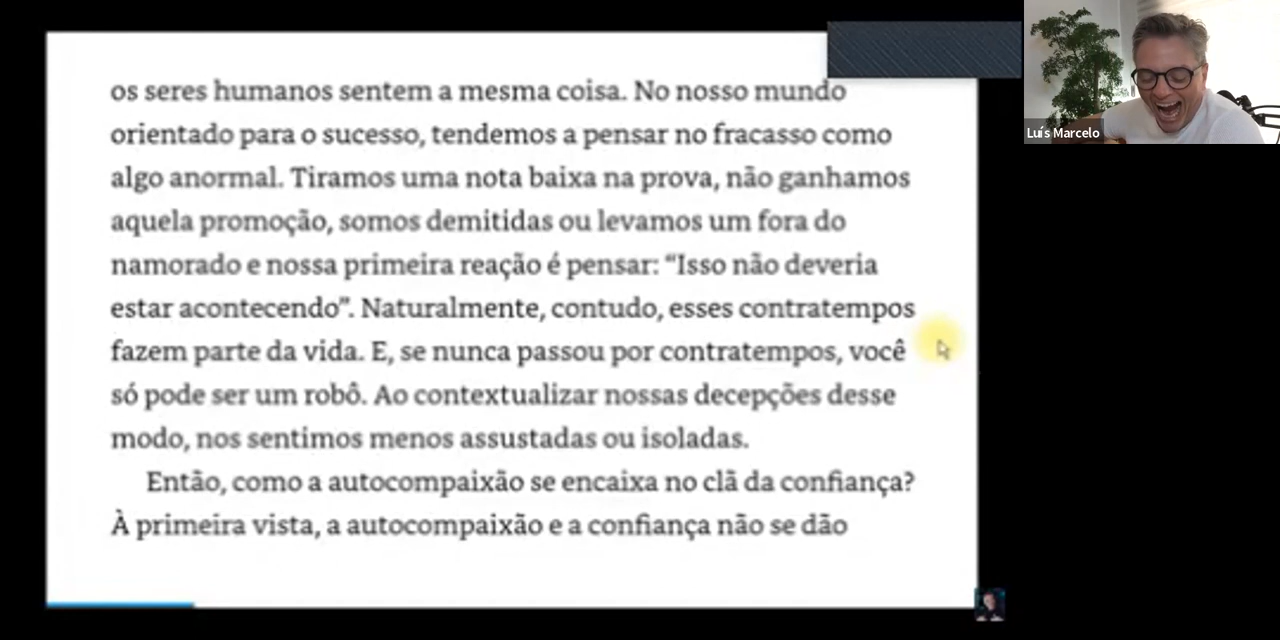 os seres humanos sentem a mesma coisa. No nosso mundo
orientado para o sucesso, tendemos a pensar no fracasso como
algo anormal. Tiramos uma nota baixa na prova, não ganhamos
aquela promoção, somos demitidas ou levamos um fora do
namorado e nossa primeira reação é pensar: “Isso não deveria
estar acontecendo”. Naturalmente, contudo, esses contratempos
fazem parte da vida. E, se nunca passou por contratempos, você
só pode ser um robô. Ao contextualizar nossas decepções desse
modo, nos sentimos menos assustadas ou isoladas.
Então, como a autocompaixão se encaixa no clã da confiança?
À primeira vista, a autocompaixão e a confiança não se dão
Luís Marcelo